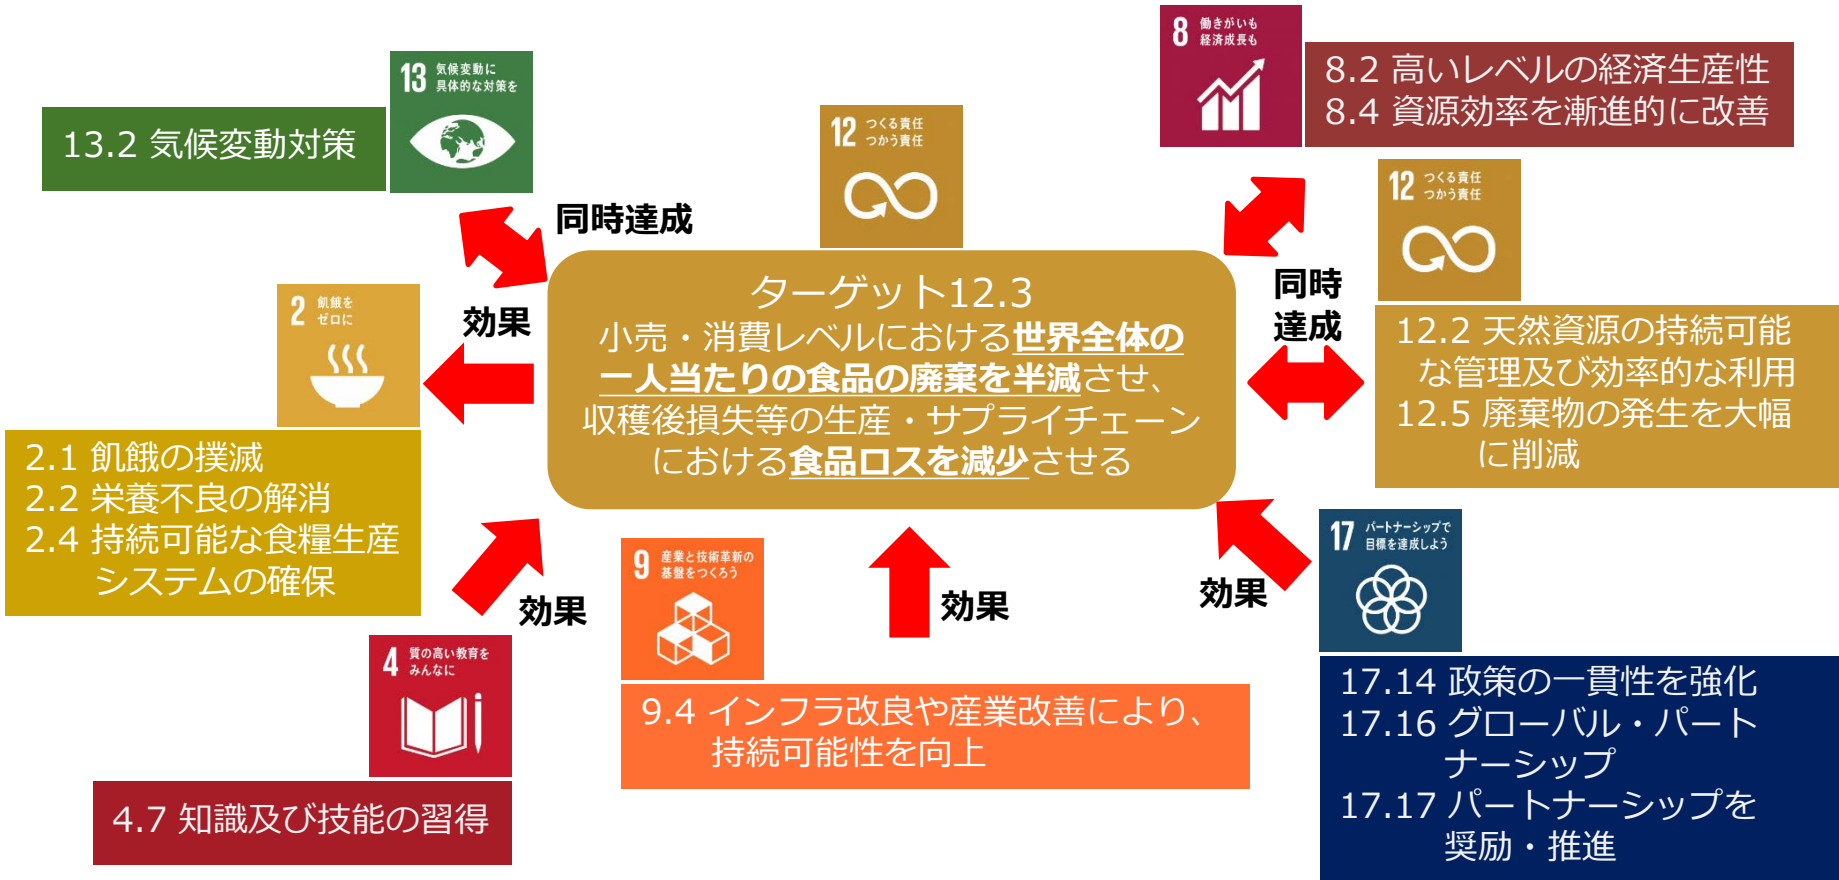 13 気候変動に
具体的な対策を
13.2 気候変動対策
同時達成
12 つくる責任
つかう責任
8 働きがいも
経済成長も
8.2 高いレベルの経済生産性
8.4 資源効率を漸進的に改善
12 つくる責任
つかう責任
同時
達成
12.2 天然資源の持続可能
な管理及び効率的な利用
12.5 廃棄物の発生を大幅
に削減
ターゲット12.3
小売・消費レベルにおける世界全体の
一人当たりの食品の廃棄を半減させ、
収穫後損失等の生産・サプライチェーン
における食品ロスを減少させる
2 飢餓を
ゼロに
効果
2.1 飢餓の撲滅
2.2 栄養不良の解消
2.4 持続可能な食糧生産
システムの確保
効果
4 質の高い教育を
みんなに
4.7 知識及び技能の習得
9 産業と技術革新の
基盤をつくろう
効果
9.4 インフラ改良や産業改善により、
持続可能性を向上
効果
17 パートナーシップで
目標を達成しよう
17.14 政策の一貫性を強化
17.16 グローバル・パート
ナーシップ
17.17 パートナーシップを
奨励・推進